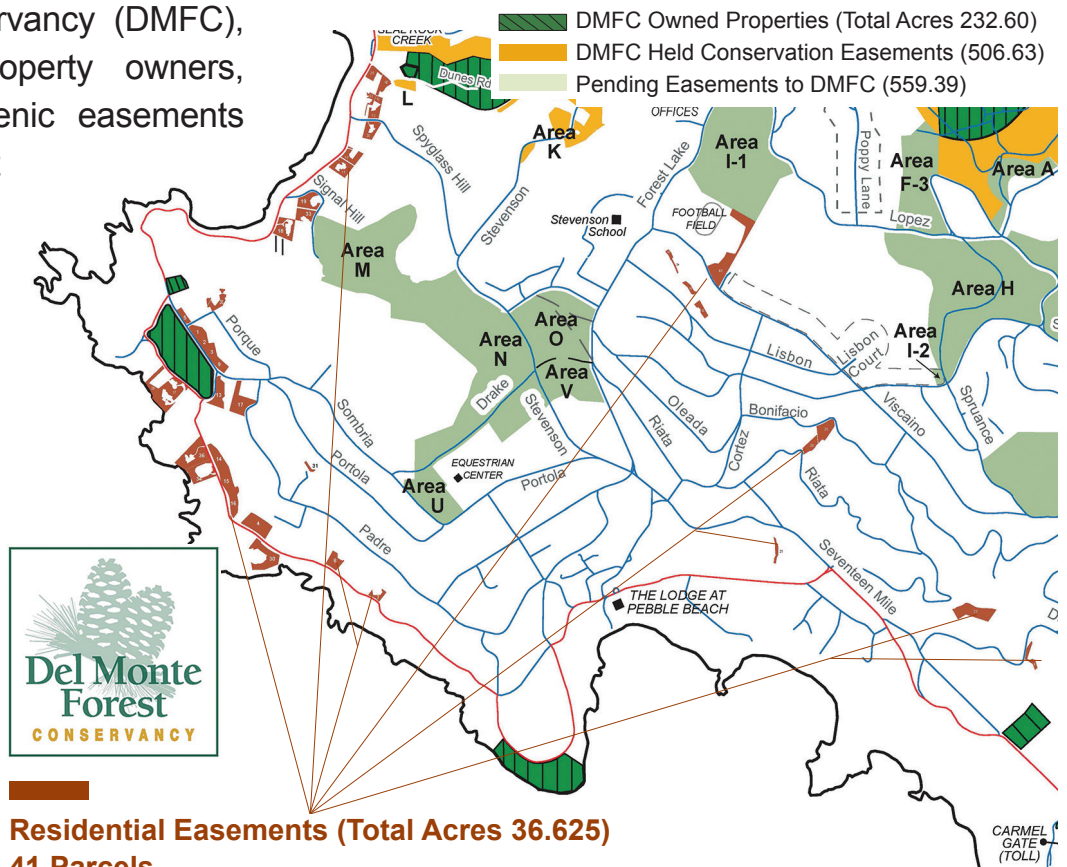 rvancy (DMFC),
operty owners,
enic easements
DMFC Owned Properties (Total Acres 232.60)
DMFC Held Conservation Easements (506.63)
Pending Easements to DMFC (559.39)
SEAL ROCK
CREEK
Dunes Rd
L
OFFICES
Area
K
Area
I-1
Area
F-3
Area A
Poppy Lane
Lopez
Spyglass Hill
Signal Hill
Stevenson
Forest Lake
Stevenson
School
FOOTBALL
FIELD
Area
M
Area H
Area
N
Area
O
Area
V
Area
I-2
Lisbon
Lisbon
Court
Porque
Drake
Stevenson
Sombria
Portola
Oleada
Riata
Cortez
Bonifacio
Viscaino
Spruance
31
EQUESTRIAN
CENTER
Portola
Area
U
Riata
Padre
Seventeen Mile
THE LODGE AT
PEBBLE BEACH
Del Monte
Forest
CONSERVANCY
Residential Easements (Total Acres 36.625)
41 Parcels
CARMEL
GATE
(TOLL)